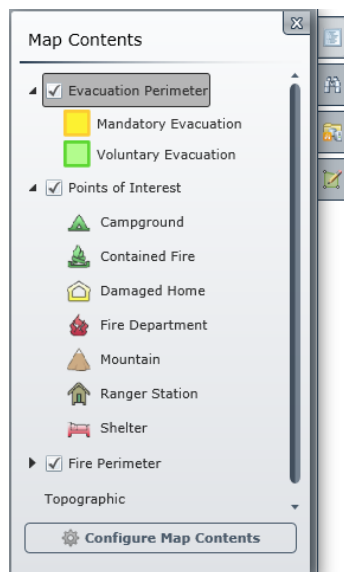 Map Contents
Evacuation Perimeter
Mandatory Evacuation
Voluntary Evacuation
Points of Interest
Campground
Contained Fire
Damaged Home
Fire Department
Mountain
Ranger Station
Shelter
Fire Perimeter
Topographic
Configure Map Contents